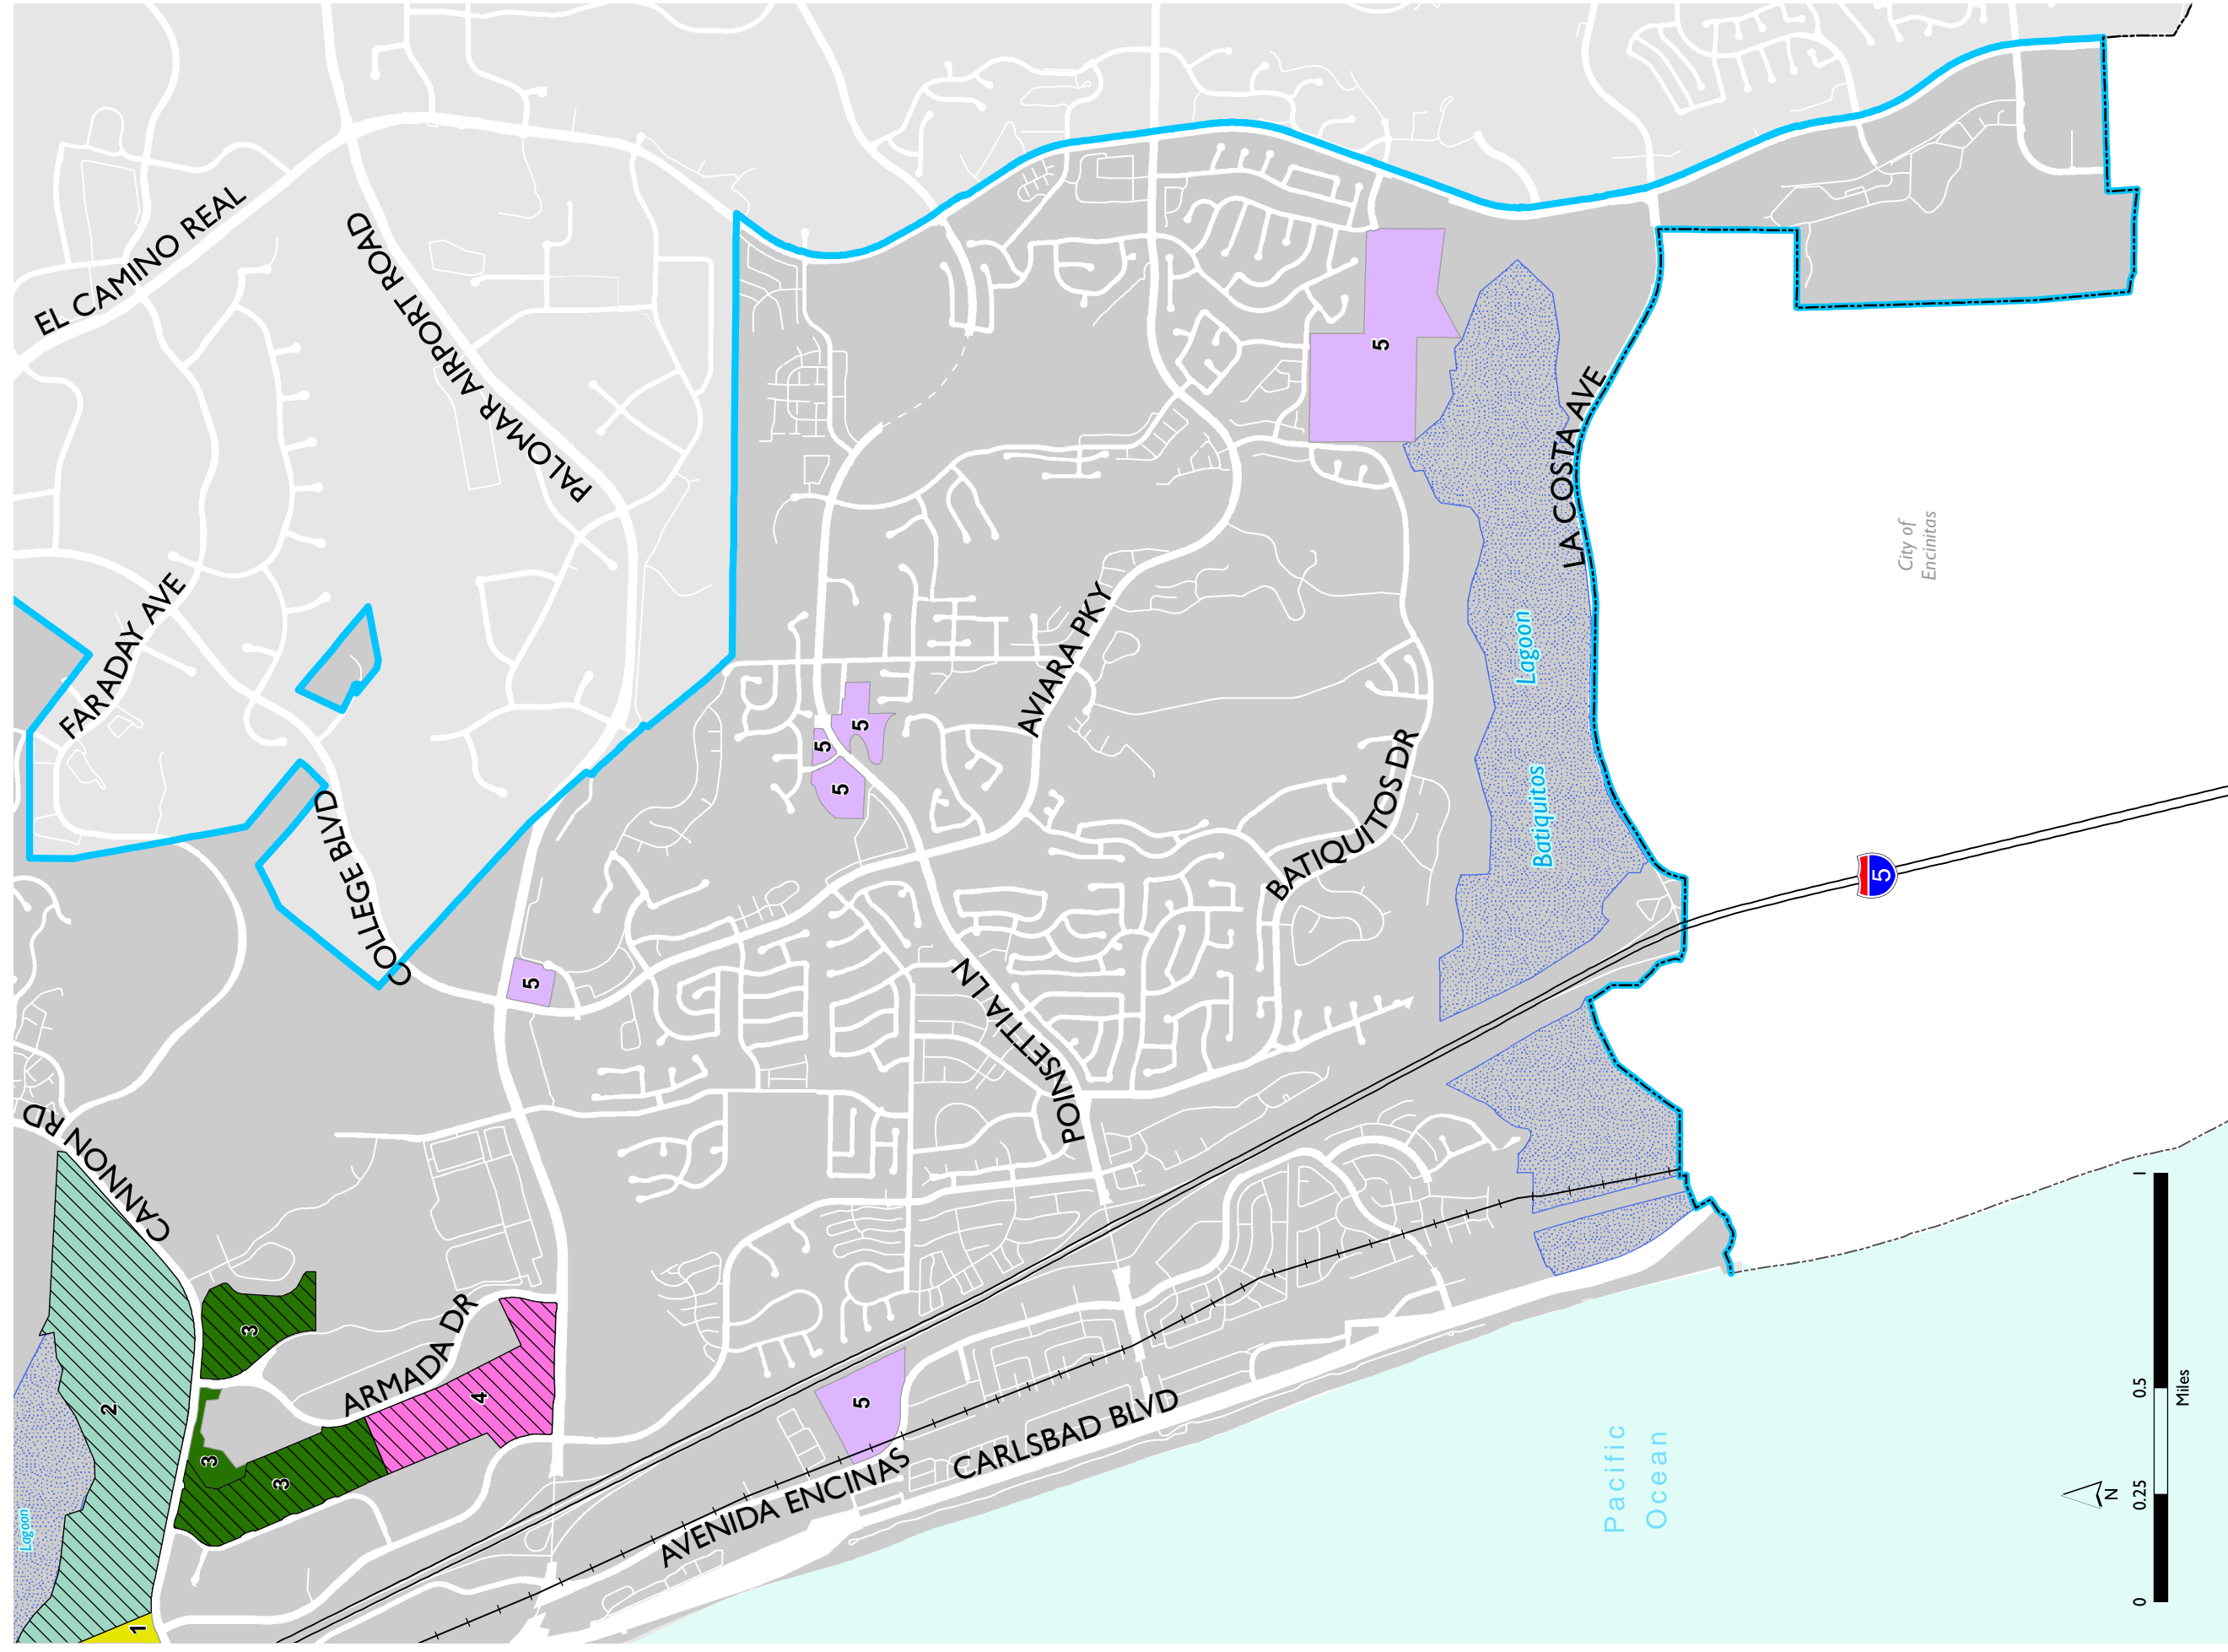 EL CAMINO REAL
PALOMAR AIRPORT ROAD
FARADAY AVE
COLLEGE BLVD
CANNON RD
ARMADA DR
Lagoon
1
2
3
3
3
4
5
5
5
5
5
5
AVIARA PKY
POINSETTIA LN
BATIQUITOS DR
LA COSTA AVE
Batiquitos
Lagoon
City of
Encinitas
5
AVENIDA ENCINAS
CARLSBAD BLVD
Pacific
Ocean
N
0
0.25
0.5
1
Miles